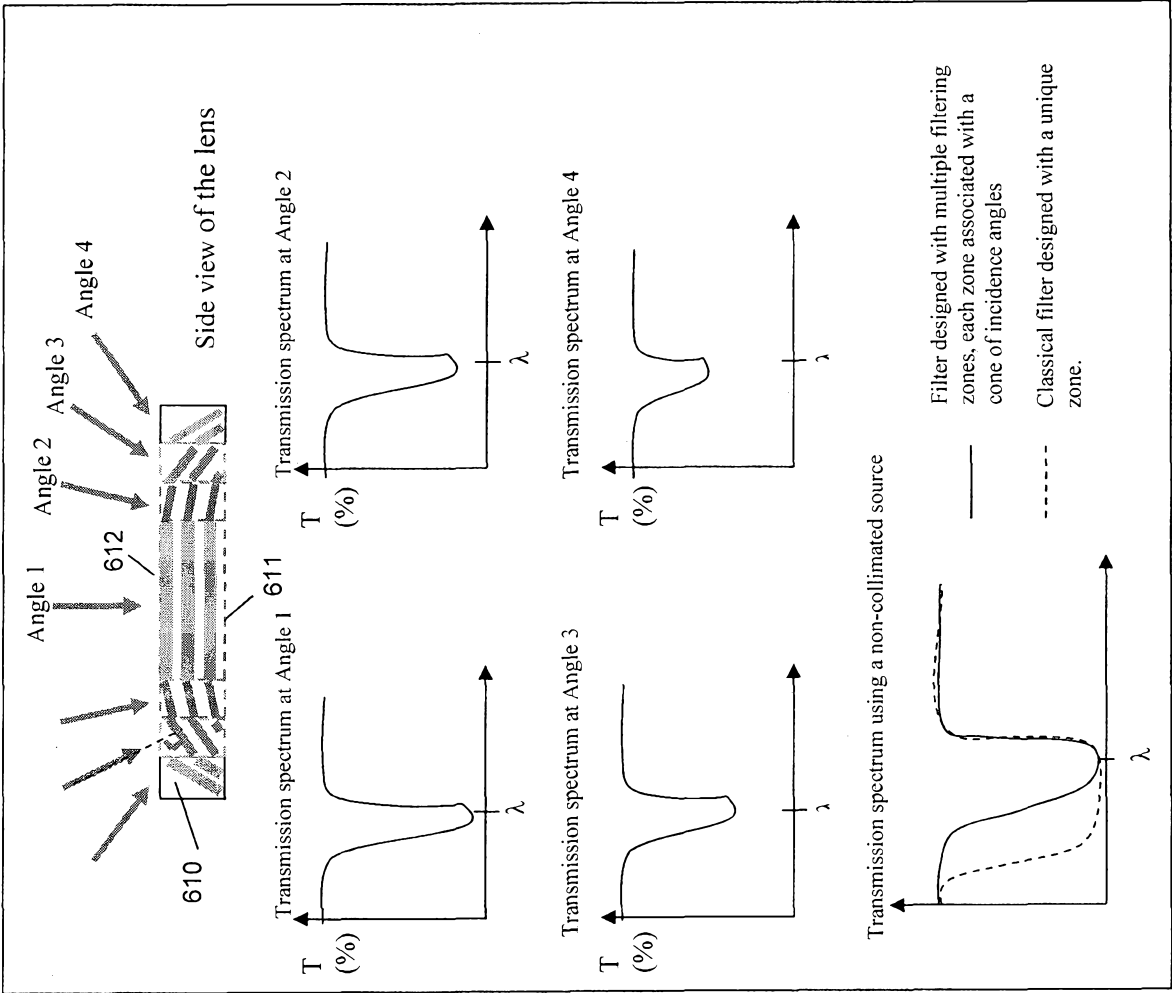 Angle 1
Angle 2
Angle 3
Angle 4
612
610
611
Side view of the lens
Transmission spectrum at Angle 1
T
(%)
λ
Transmission spectrum at Angle 2
T
(%)
λ
Transmission spectrum at Angle 3
T
(%)
λ
Transmission spectrum at Angle 4
T
(%)
λ
Transmission spectrum using a non-collimated source
λ
Filter designed with multiple filtering
zones, each zone associated with a
cone of incidence angles
Classical filter designed with a unique
zone.